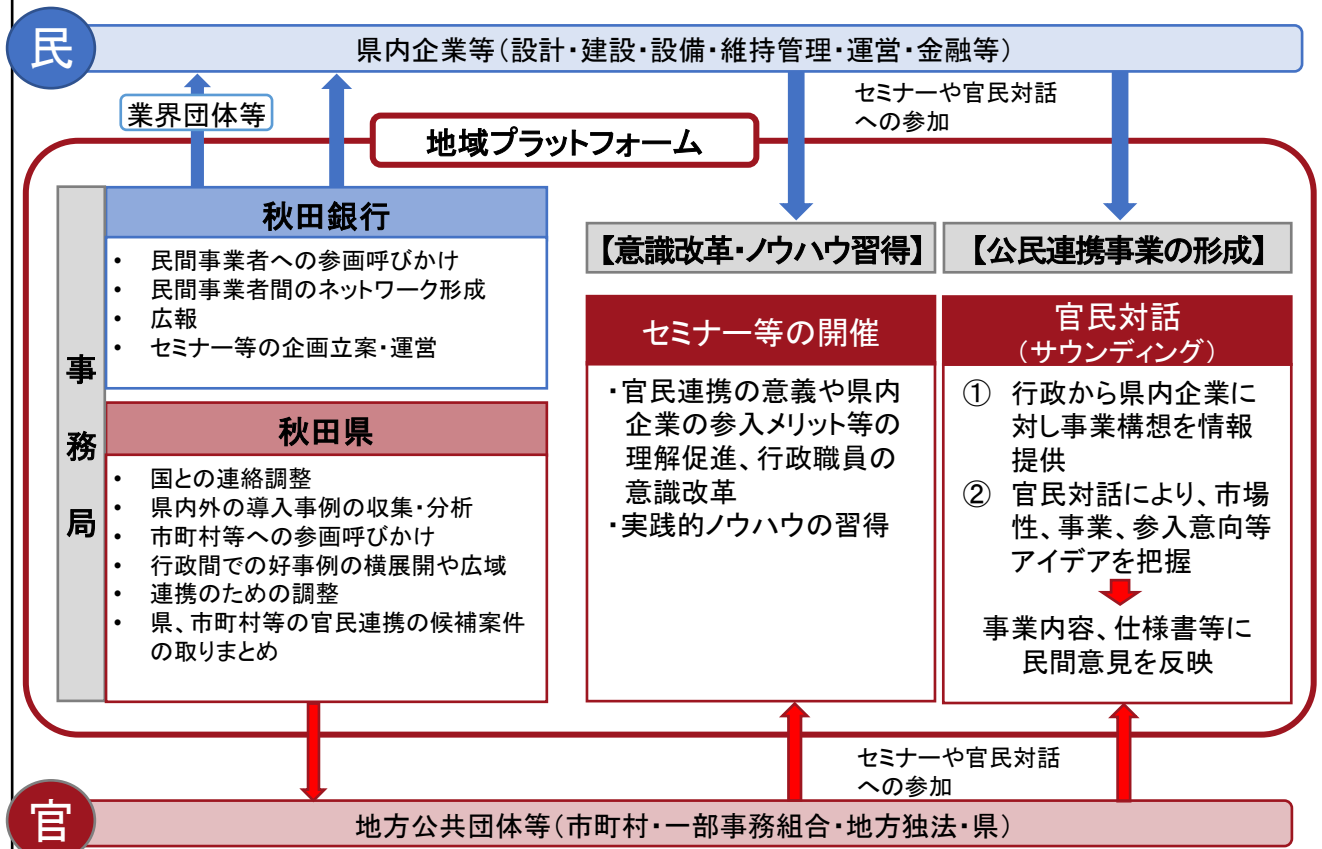 民
県内企業等（設計・建設・設備・維持管理・運営・金融等）
業界団体等
セミナーや官民対話
への参加
地域プラットフォーム
事
務
局
秋田銀行
• 民間事業者への参画呼びかけ
• 民間事業者間のネットワーク形成
• 広報
• セミナー等の企画立案・運営
秋田県
• 国との連絡調整
• 県内外の導入事例の収集・分析
• 市町村等への参画呼びかけ
• 行政間での好事例の横展開や広域
• 連携のための調整
• 県、市町村等の官民連携の候補案件
の取りまとめ
【意識改革・ノウハウ習得】
セミナー等の開催
・官民連携の意義や県内
企業の参入メリット等の
理解促進、行政職員の
意識改革
・実践的ノウハウの習得
【公民連携事業の形成】
官民対話
（サウンディング）
① 行政から県内企業に
対し事業構想を情報
提供
② 官民対話により、市場
性、事業、参入意向等
アイデアを把握
事業内容、仕様書等に
民間意見を反映
セミナーや官民対話
への参加
官
地方公共団体等（市町村・一部事務組合・地方独法・県）